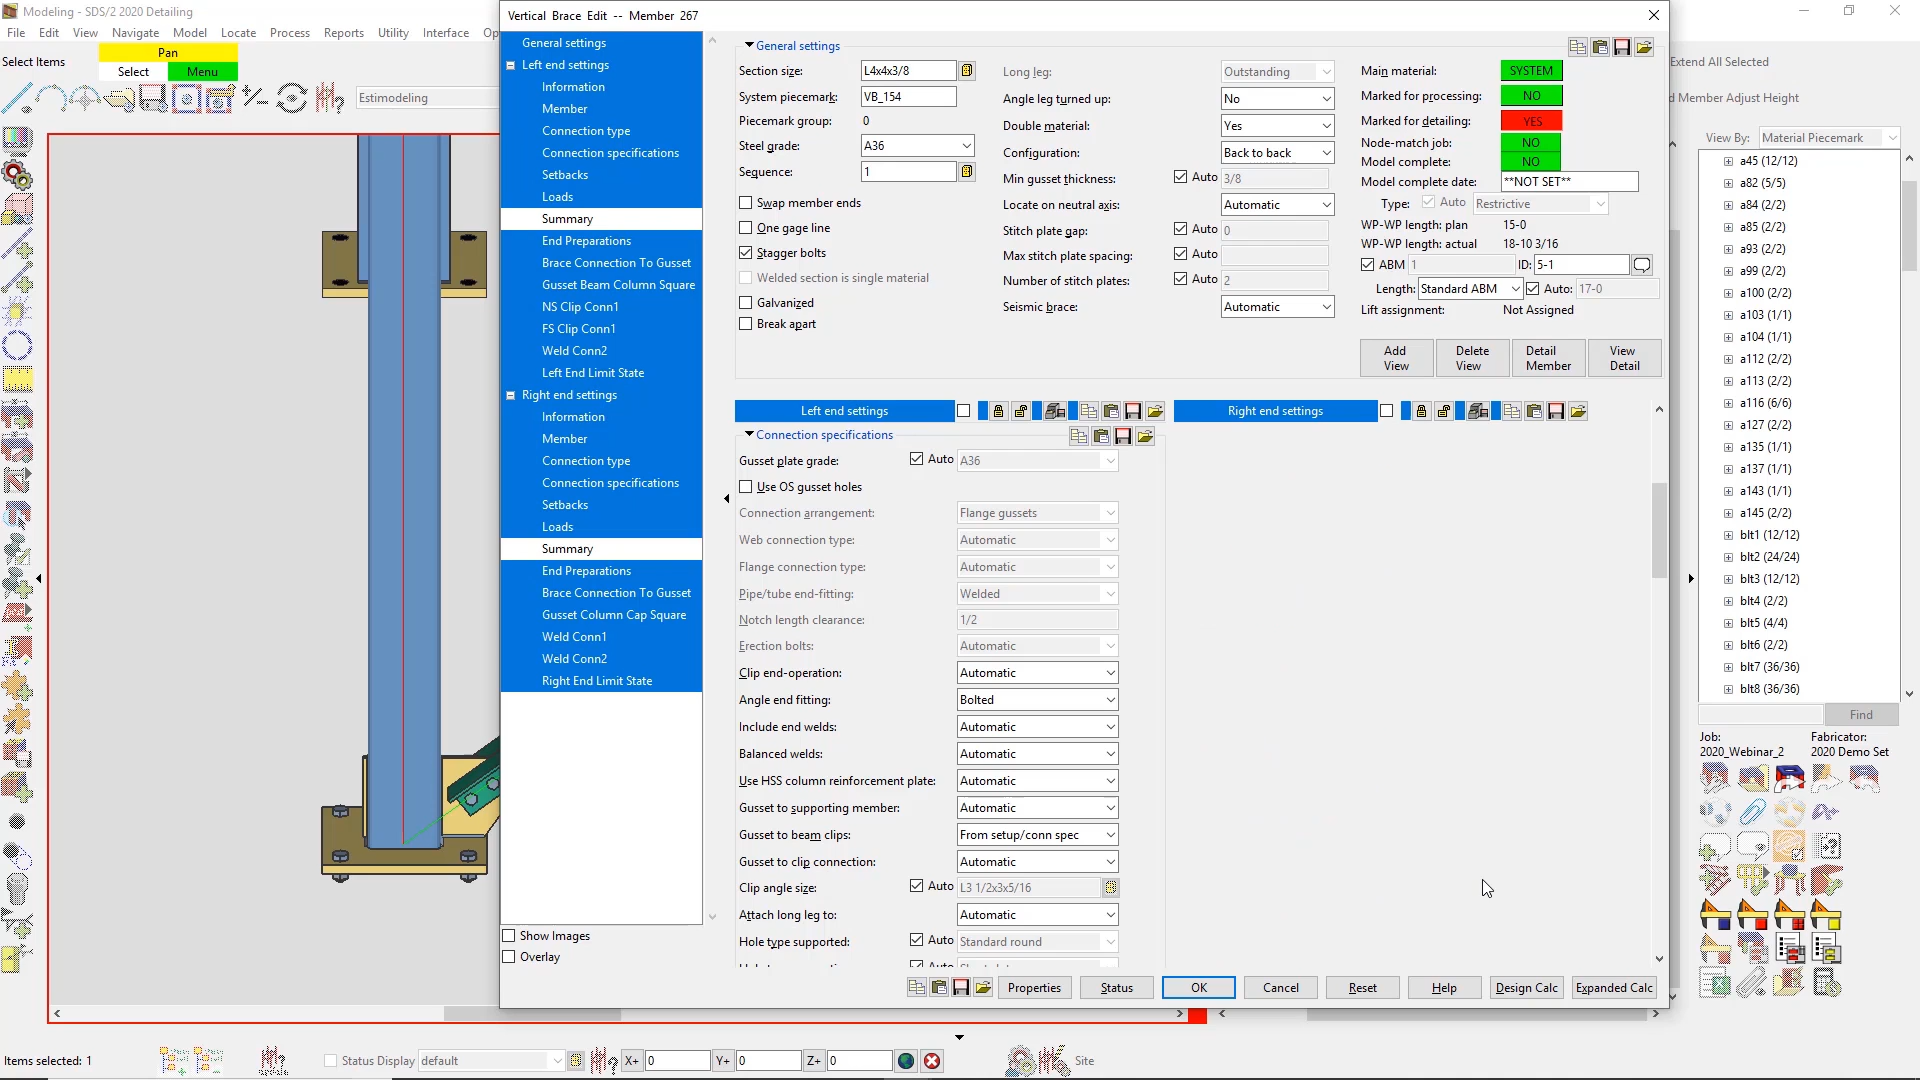 Modeling - SDS/2 2020 Detailing
File Edit View Navigate Model Locate Process Reports Utility Interface Op
Select Items
Pan
Select
Menu
Estimodeling
Vertical Brace Edit -- Member 267
General settings
Left end settings
Information
Member
Connection type
Connection specifications
Setbacks
Loads
Summary
End Preparations
Brace Connection To Gusset
Gusset Beam Column Square
NS Clip Conn1
FS Clip Conn1
Weld Conn2
Left End Limit State
Right end settings
Information
Member
Connection type
Connection specifications
Setbacks
Loads
Summary
End Preparations
Brace Connection To Gusset
Gusset Column Cap Square
Weld Conn1
Weld Conn2
Right End Limit State
Show Images
Overlay
General settings
Section size: L4x4x3/8
System piecemark: VB_154
Piecemark group: 0
Steel grade: A36
Sequence: 1
Swap member ends
One gage line
Stagger bolts
Welded section is single material
Galvanized
Break apart
Long leg: Outstanding
Angle leg turned up: No
Double material: Yes
Configuration: Back to back
Min gusset thickness: Auto 3/8
Locate on neutral axis: Automatic
Stitch plate gap: Auto 0
Max stitch plate spacing: Auto
Number of stitch plates: Auto 2
Seismic brace: Automatic
Main material: SYSTEM
Marked for processing: NO
Marked for detailing: YES
Node-match job: NO
Model complete: NO
Model complete date: **NOT SET**
Type: Auto Restrictive
WP-WP length: plan 15-0
WP-WP length: actual 18-10 3/16
ABM 1 ID: 5-1
Length: Standard ABM Auto: 17-0
Lift assignment: Not Assigned
Add View
Delete View
Detail Member
View Detail
Left end settings
Right end settings
Connection specifications
Gusset plate grade: Auto A36
Use OS gusset holes
Connection arrangement: Flange gussets
Web connection type: Automatic
Flange connection type: Automatic
Pipe/tube end-fitting: Welded
Notch length clearance: 1/2
Erection bolts: Automatic
Clip end-operation: Automatic
Angle end fitting: Bolted
Include end welds: Automatic
Balanced welds: Automatic
Use HSS column reinforcement plate: Automatic
Gusset to supporting member: Automatic
Gusset to beam clips: From setup/conn spec
Gusset to clip connection: Automatic
Clip angle size: Auto L3 1/2x3x5/16
Attach long leg to: Automatic
Hole type supported: Auto Standard round
Properties Status OK Cancel Reset Help Design Calc Expanded Calc
Extend All Selected
d Member Adjust Height
View By: Material Piecemark
a45 (12/12)
a82 (5/5)
a84 (2/2)
a85 (2/2)
a93 (2/2)
a99 (2/2)
a100 (2/2)
a103 (1/1)
a104 (1/1)
a112 (2/2)
a113 (2/2)
a116 (6/6)
a127 (2/2)
a135 (1/1)
a137 (1/1)
a143 (1/1)
a145 (2/2)
blt1 (12/12)
blt2 (24/24)
blt3 (12/12)
blt4 (2/2)
blt5 (4/4)
blt6 (2/2)
blt7 (36/36)
blt8 (36/36)
Find
Job: Fabricator:
2020_Webinar_2 2020 Demo Set
Items selected: 1
Status Display default
X+ 0 Y+ 0 Z+ 0
Site